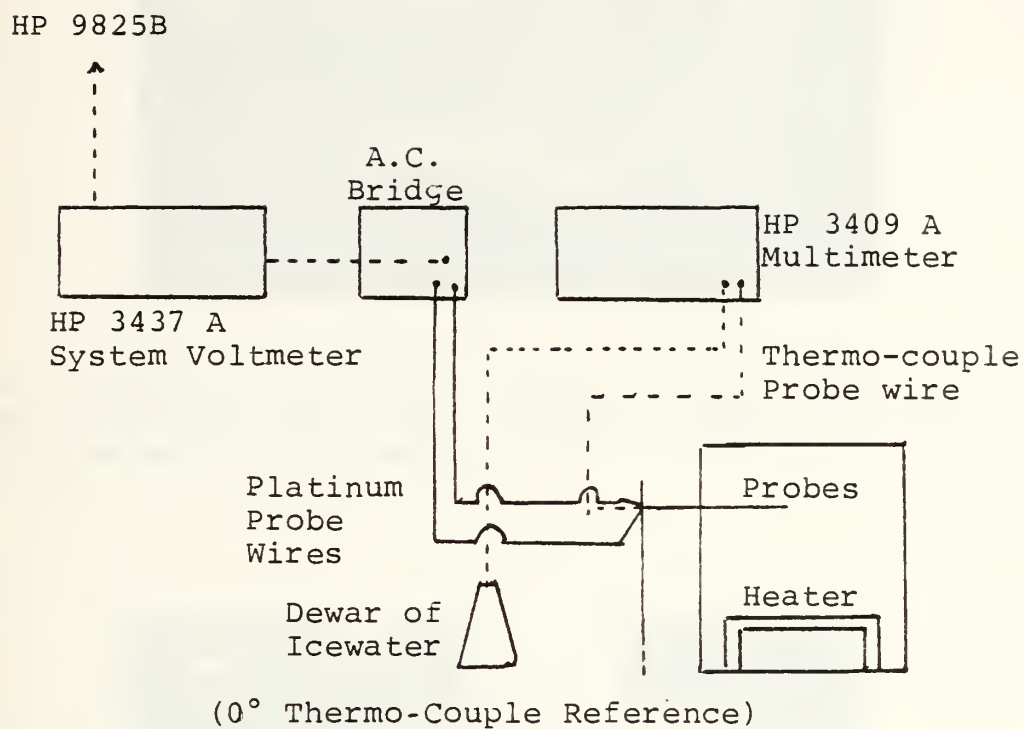 HP 9825B
A.C.
Bridge
HP 3409 A
Multimeter
HP 3437 A
System Voltmeter
Thermo-couple
Probe wire
Platinum
Probe
Wires
Probes
Heater
Dewar of
Icewater
(0° Thermo-Couple Reference)